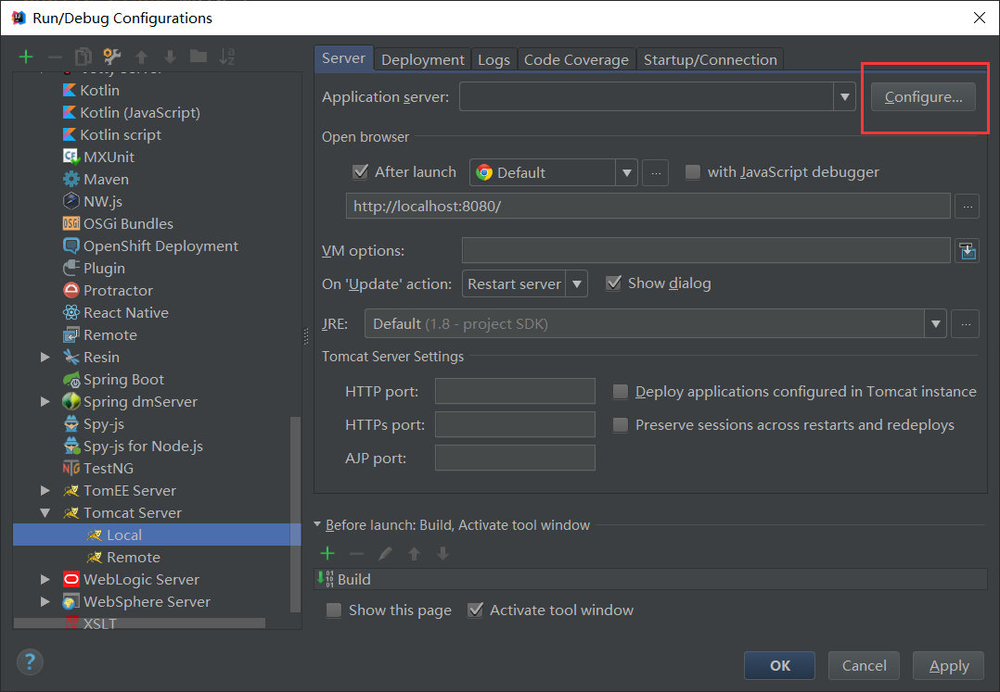 Run/Debug Configurations
Server
Deployment
Logs
Code Coverage
Startup/Connection
Kotlin
Kotlin (JavaScript)
Kotlin script
MXUnit
Maven
NW.js
OSGi Bundles
OpenShift Deployment
Plugin
Protractor
React Native
Remote
Resin
Spring Boot
Spring dmServer
Spy-js
Spy-js for Node.js
TestNG
TomEE Server
Tomcat Server
Local
Remote
WebLogic Server
WebSphere Server
XSLT
Application server:
Configure...
Open browser
After launch
Default
...
with JavaScript debugger
http://localhost:8080/
...
VM options:
On 'Update' action:
Restart server
Show dialog
JRE:
Default (1.8 - project SDK)
...
Tomcat Server Settings
HTTP port:
Deploy applications configured in Tomcat instance
HTTPs port:
Preserve sessions across restarts and redeploys
AJP port:
Before launch: Build, Activate tool window
Build
Show this page
Activate tool window
?
OK
Cancel
Apply